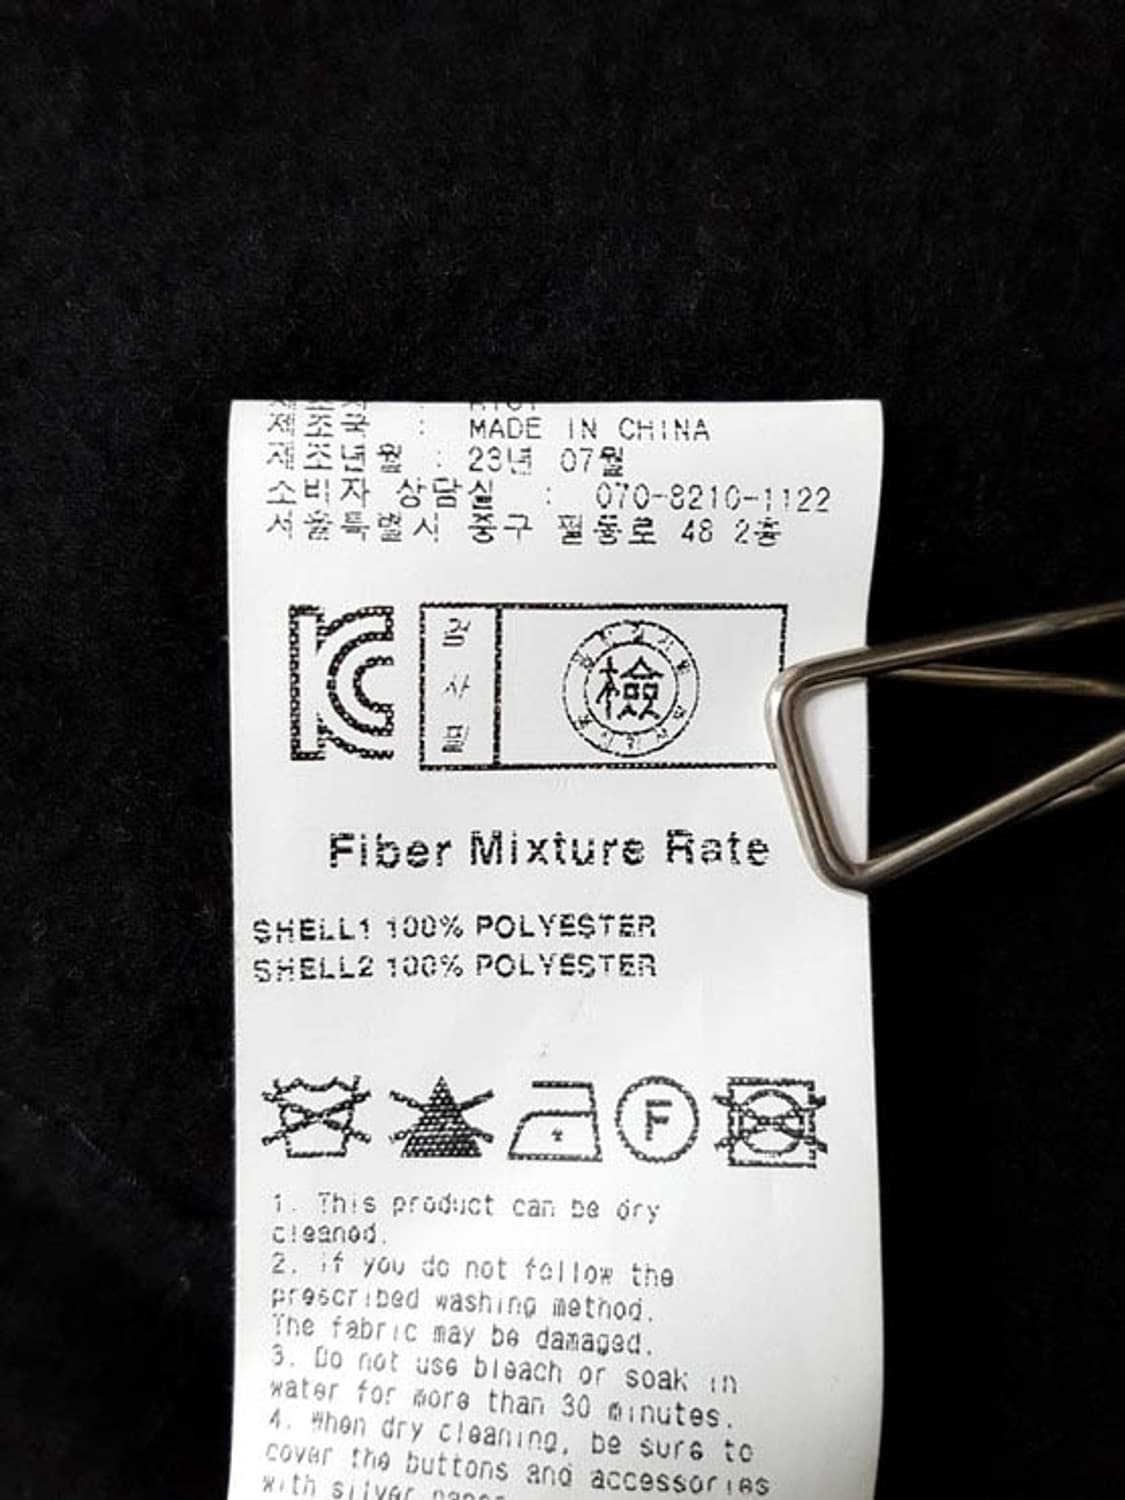 제조국 : MADE IN CHINA
제조년월 : 23년 07월
소비자 상담실 : 070-8210-1122
서울특별시 중구 필동로 48 2층
KC
검
사
필
檢
Fiber Mixture Rate
SHELL1 100% POLYESTER
SHELL2 100% POLYESTER
F
1. This product can be dry
cleaned.
2. if you do not follow the
prescribed washing method.
The fabric may be damaged.
3. Do not use bleach or soak in
water for more than 30 minutes.
4. When dry cleaning, be sure to
cover the buttons and accessories
with silver paper